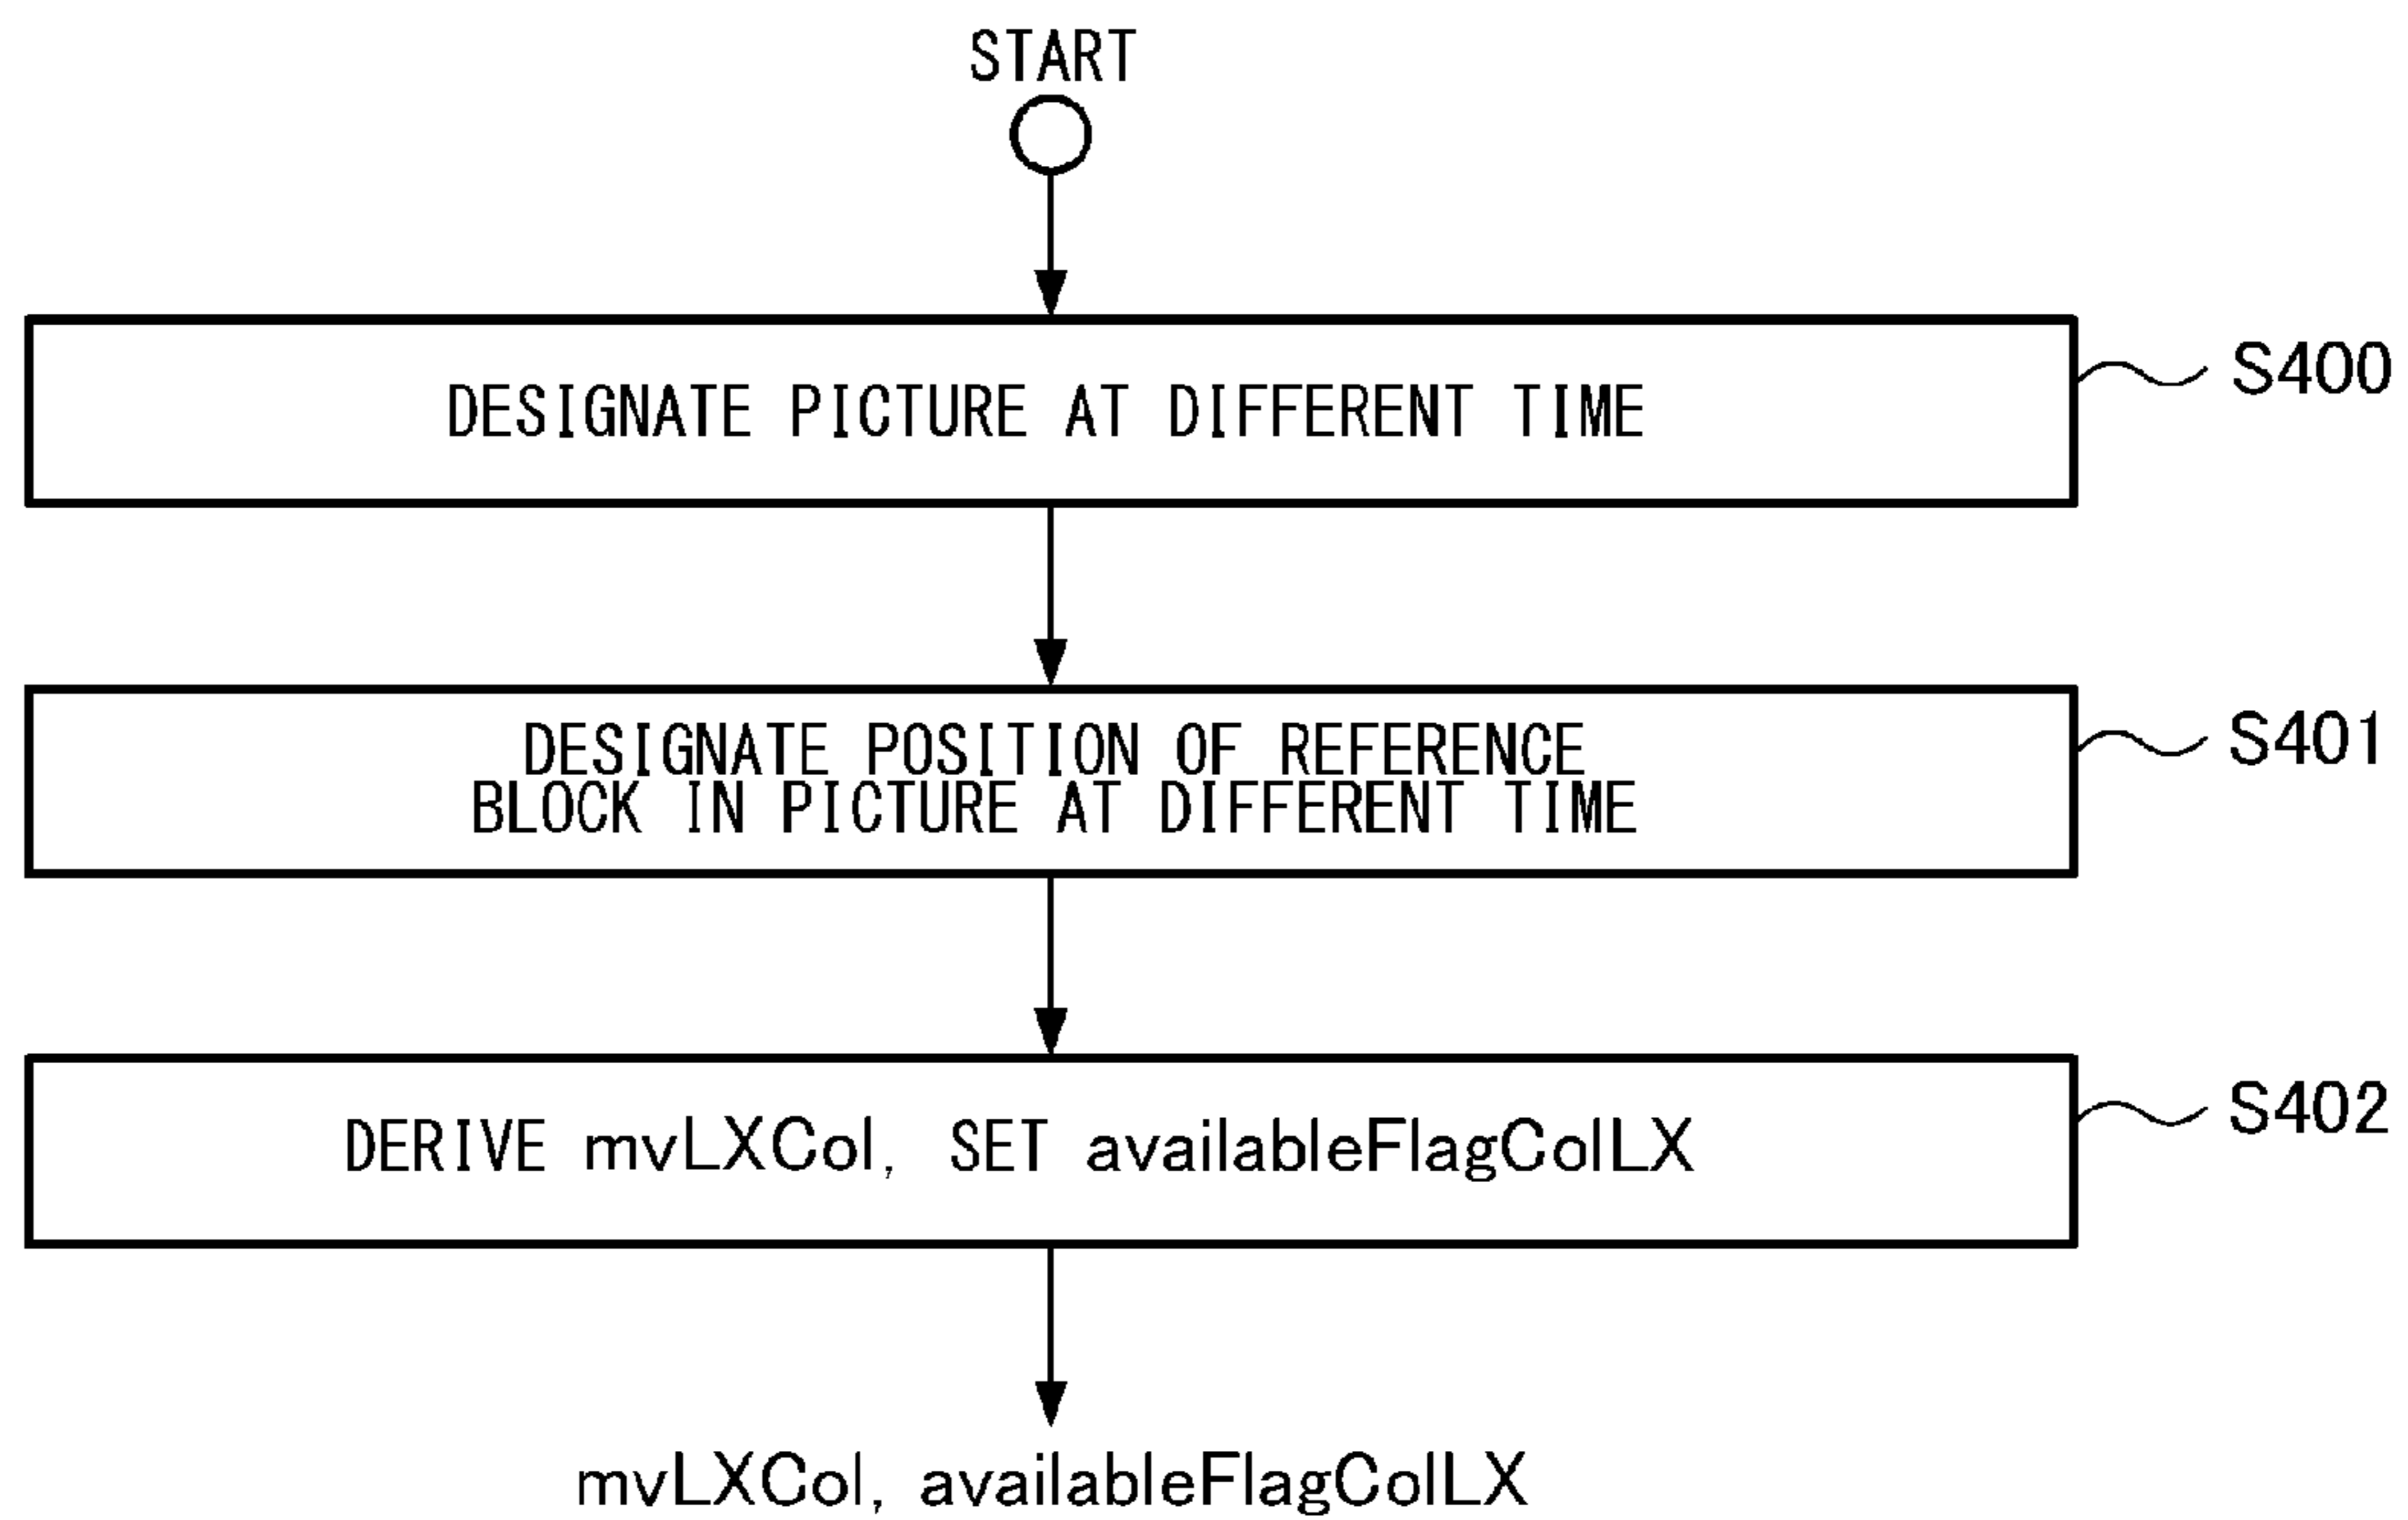 START
DESIGNATE PICTURE AT DIFFERENT TIME
S400
DESIGNATE POSITION OF REFERENCE
BLOCK IN PICTURE AT DIFFERENT TIME
S401
DERIVE mvLXCol, SET availableFlagColLX
S402
mvLXCol, availableFlagColLX